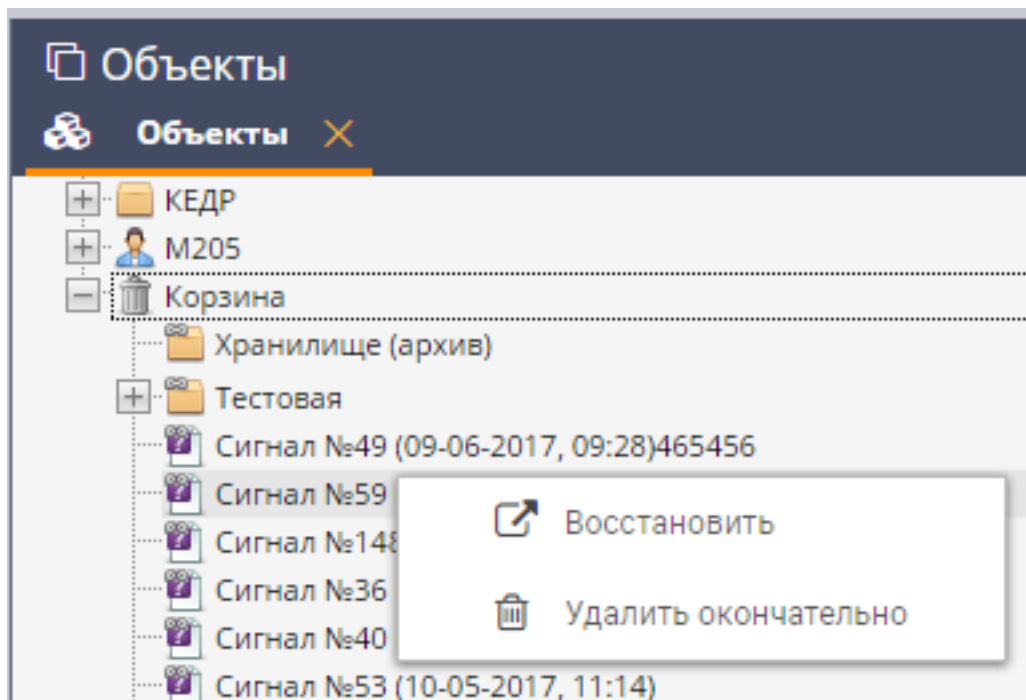 Объекты
Объекты
КЕДР
М205
Корзина
Хранилище (архив)
Тестовая
Сигнал №49 (09-06-2017, 09:28)465456
Сигнал №59
Восстановить
Сигнал №148
Сигнал №36
Удалить окончательно
Сигнал №40
Сигнал №53 (10-05-2017, 11:14)